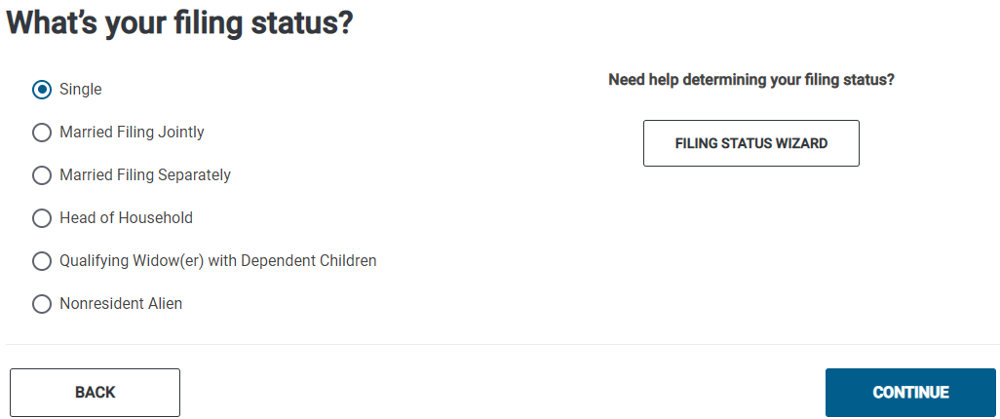 What's your filing status?
Single
Married Filing Jointly
Married Filing Separately
Head of Household
Qualifying Widow(er) with Dependent Children
Nonresident Alien
Need help determining your filing status?
FILING STATUS WIZARD
BACK
CONTINUE